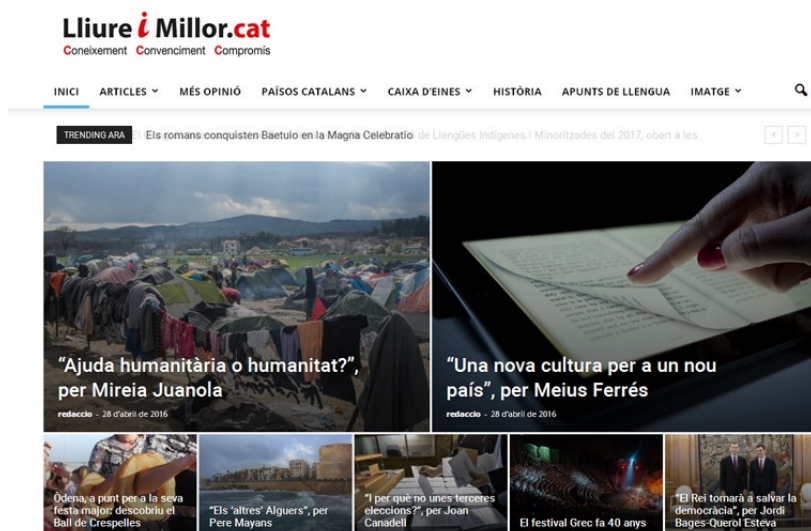 Lliure i Millor.cat
Coneixement Convenciment Compromís
INICI ARTICLES MÉS OPINIÓ PAÏSOS CATALANS CAIXA D'EINES HISTÒRIA APUNTS DE LLENGUA IMATGE
TRENDING ARA Els romans conquisten Baetulo en la Magna Celebratio de Llengües Indígenes I Minoritzades del 2017, obert a les
“Ajuda humanitària o humanitat?”,
per Mireia Juanola
redaccio - 28 d'abril de 2016
“Una nova cultura per a un nou
país”, per Meius Ferrés
redaccio - 28 d'abril de 2016
Òdena, a punt per a la seva
festa major: descobriu el
Ball de Crespelles
“Els ‘altres’ Alguers”, per
Pere Mayans
“I per què no unes terceres
eleccions?”, per Joan
Canadell
El festival Grec fa 40 anys
“El Rei tornarà a salvar la
democràcia”, per Jordi
Bages-Querol Esteva